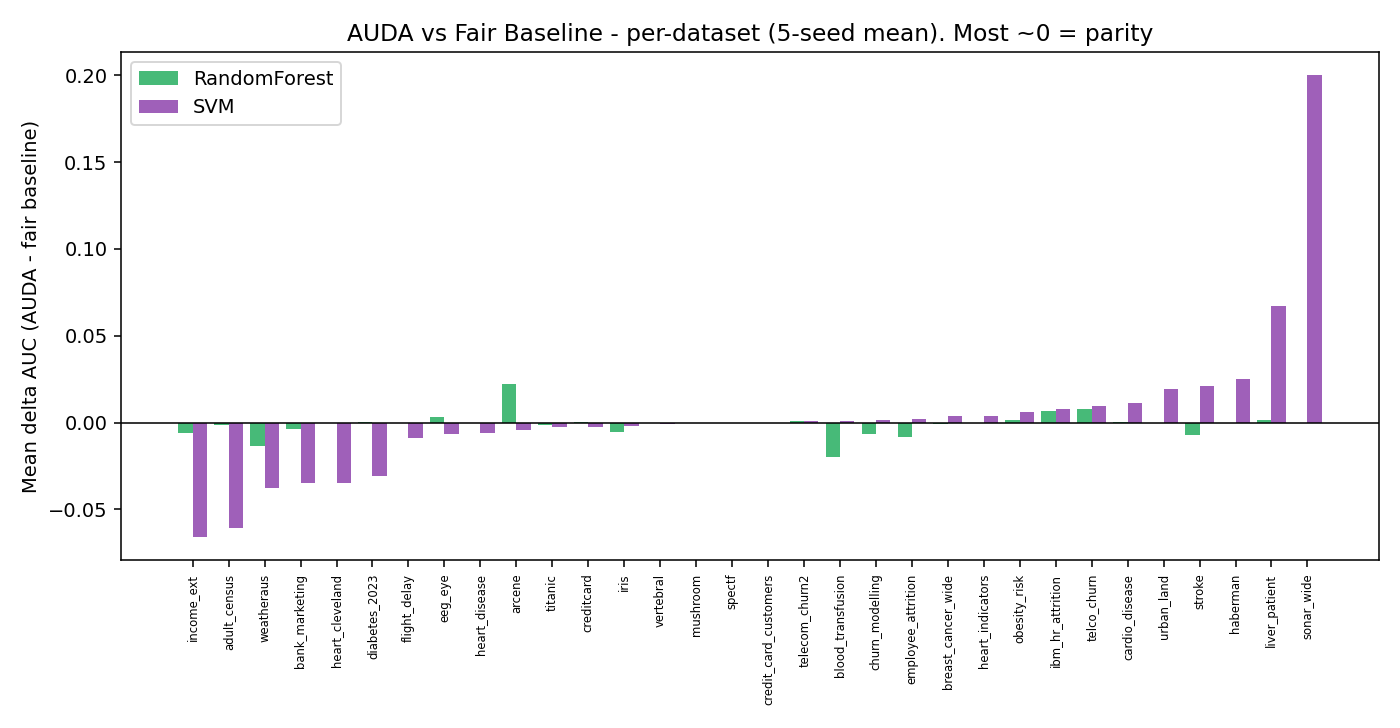 AUDA vs Fair Baseline - per-dataset (5-seed mean). Most ~0 = parity
RandomForest
SVM
Mean delta AUC (AUDA - fair baseline)
0.20
0.15
0.10
0.05
0.00
−0.05
income_ext
adult_census
weatheraus
bank_marketing
heart_cleveland
diabetes_2023
flight_delay
eeg_eye
heart_disease
arcene
titanic
creditcard
iris
vertebral
mushroom
spectf
credit_card_customers
telecom_churn2
blood_transfusion
churn_modelling
employee_attrition
breast_cancer_wide
heart_indicators
obesity_risk
ibm_hr_attrition
telco_churn
cardio_disease
urban_land
stroke
haberman
liver_patient
sonar_wide